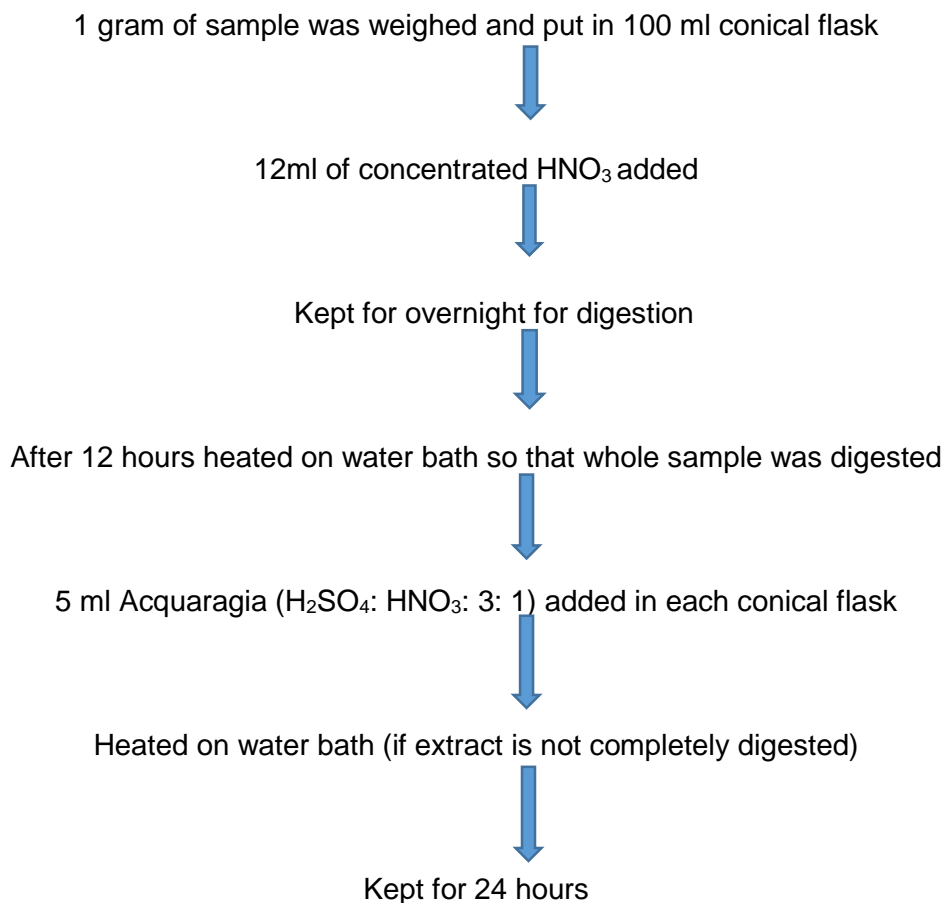 1 gram of sample was weighed and put in 100 ml conical flask
12ml of concentrated HNO₃ added
Kept for overnight for digestion
After 12 hours heated on water bath so that whole sample was digested
5 ml Acquaragia (H₂SO₄: HNO₃: 3: 1) added in each conical flask
Heated on water bath (if extract is not completely digested)
Kept for 24 hours